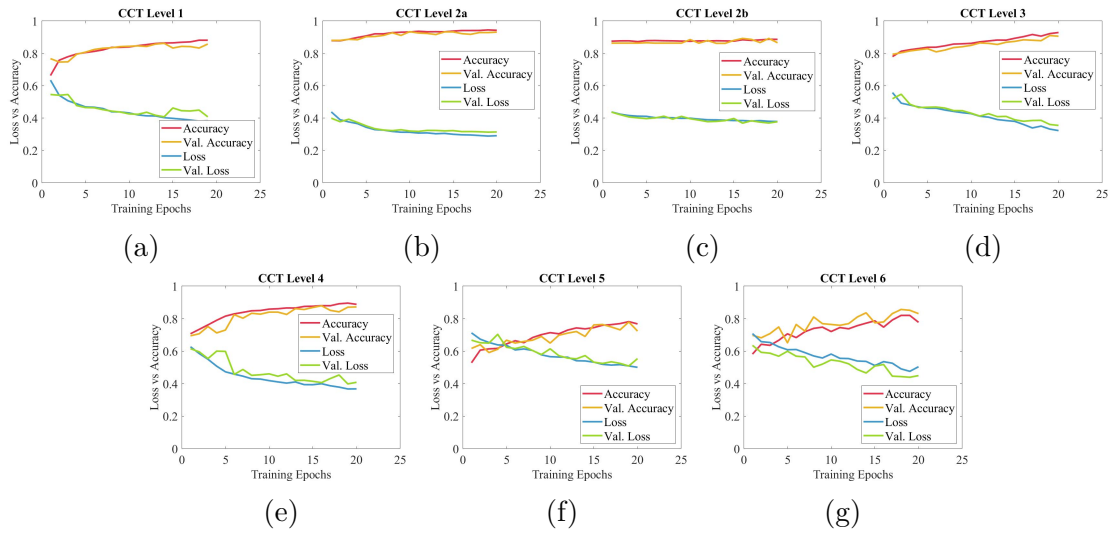 CCT Level 1
Loss vs Accuracy
1
0.8
0.6
0.4
0.2
0
0 5 10 15 20 25
Training Epochs
Accuracy
Val. Accuracy
Loss
Val. Loss
(a)
CCT Level 2a
Loss vs Accuracy
1
0.8
0.6
0.4
0.2
0
0 5 10 15 20 25
Training Epochs
Accuracy
Val. Accuracy
Loss
Val. Loss
(b)
CCT Level 2b
Loss vs Accuracy
1
0.8
0.6
0.4
0.2
0
0 5 10 15 20 25
Training Epochs
Accuracy
Val. Accuracy
Loss
Val. Loss
(c)
CCT Level 3
Loss vs Accuracy
1
0.8
0.6
0.4
0.2
0
0 5 10 15 20 25
Training Epochs
Accuracy
Val. Accuracy
Loss
Val. Loss
(d)
CCT Level 4
Loss vs Accuracy
1
0.8
0.6
0.4
0.2
0
0 5 10 15 20 25
Training Epochs
Accuracy
Val. Accuracy
Loss
Val. Loss
(e)
CCT Level 5
Loss vs Accuracy
1
0.8
0.6
0.4
0.2
0
0 5 10 15 20 25
Training Epochs
Accuracy
Val. Accuracy
Loss
Val. Loss
(f)
CCT Level 6
Loss vs Accuracy
1
0.8
0.6
0.4
0.2
0
0 5 10 15 20 25
Training Epochs
Accuracy
Val. Accuracy
Loss
Val. Loss
(g)